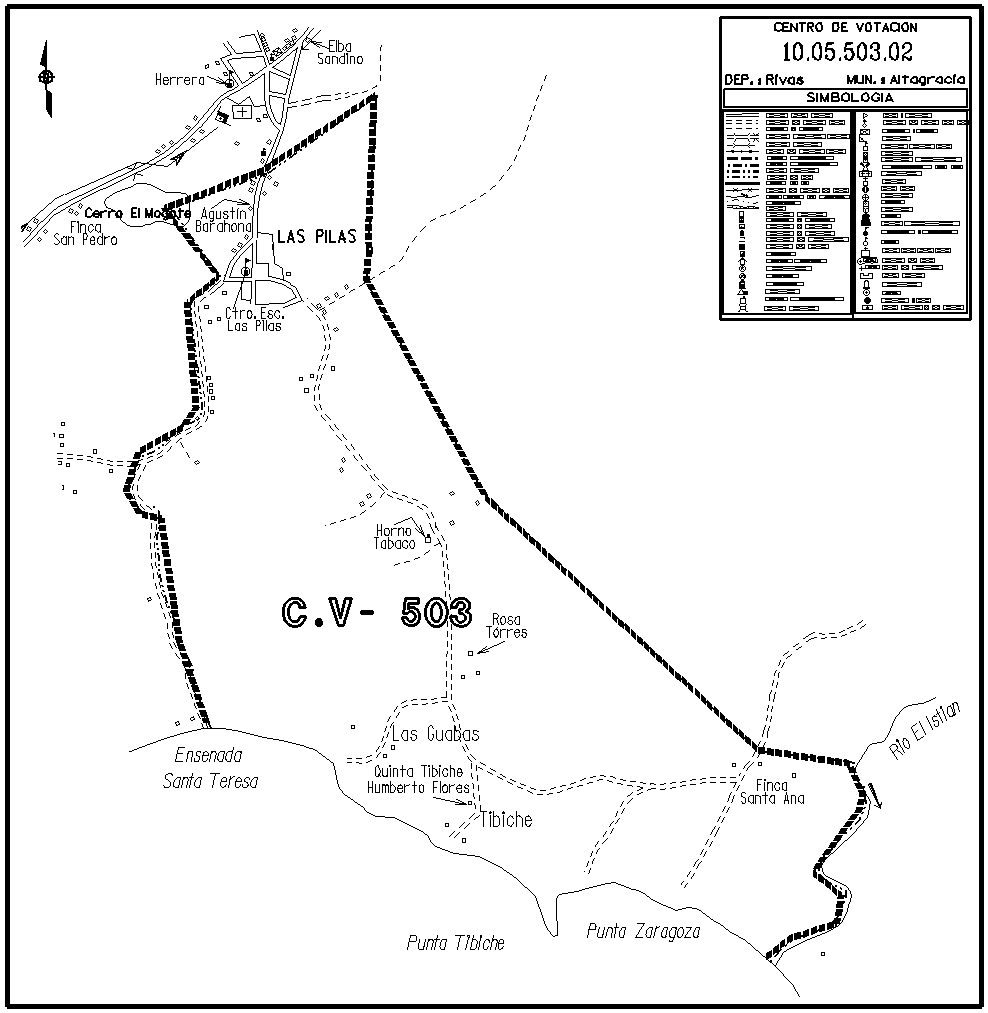 CENTRO DE VOTACION
10.05.503.02
DEP.: Rivas MUN.: Altagracia
SIMBOLOGIA
Elba
Sandino
Herrera
Cerro El Mogote
Finca
San Pedro
Agustín
Barahona
LAS PILAS
Ctro. Esc.
Las Pilas
Horno
Tabaco
C.V- 503
Rosa
Torres
Las Guabas
Ensenada
Santa Teresa
Quinta Tibiche
Humberto Flores
Tibiche
Finca
Santa Ana
Rio El Istian
Punta Tibiche
Punta Zaragoza